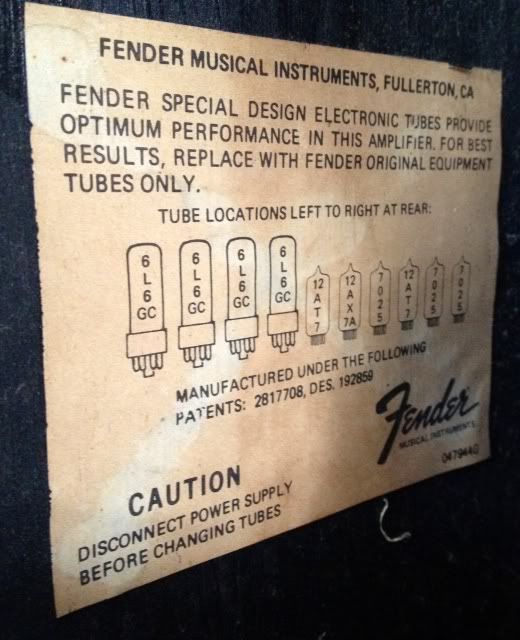 FENDER MUSICAL INSTRUMENTS, FULLERTON, CA
FENDER SPECIAL DESIGN ELECTRONIC TUBES PROVIDE
OPTIMUM PERFORMANCE IN THIS AMPLIFIER. FOR BEST
RESULTS, REPLACE WITH FENDER ORIGINAL EQUIPMENT
TUBES ONLY.
TUBE LOCATIONS LEFT TO RIGHT AT REAR:
6L6GC 6L6GC 6L6GC 6L6GC 12AT7 12AX7A 7025 12AT7 7025 7025
MANUFACTURED UNDER THE FOLLOWING
PATENTS: 2817708, DES. 192859
Fender
MUSICAL INSTRUMENTS
047944G
CAUTION
DISCONNECT POWER SUPPLY
BEFORE CHANGING TUBES